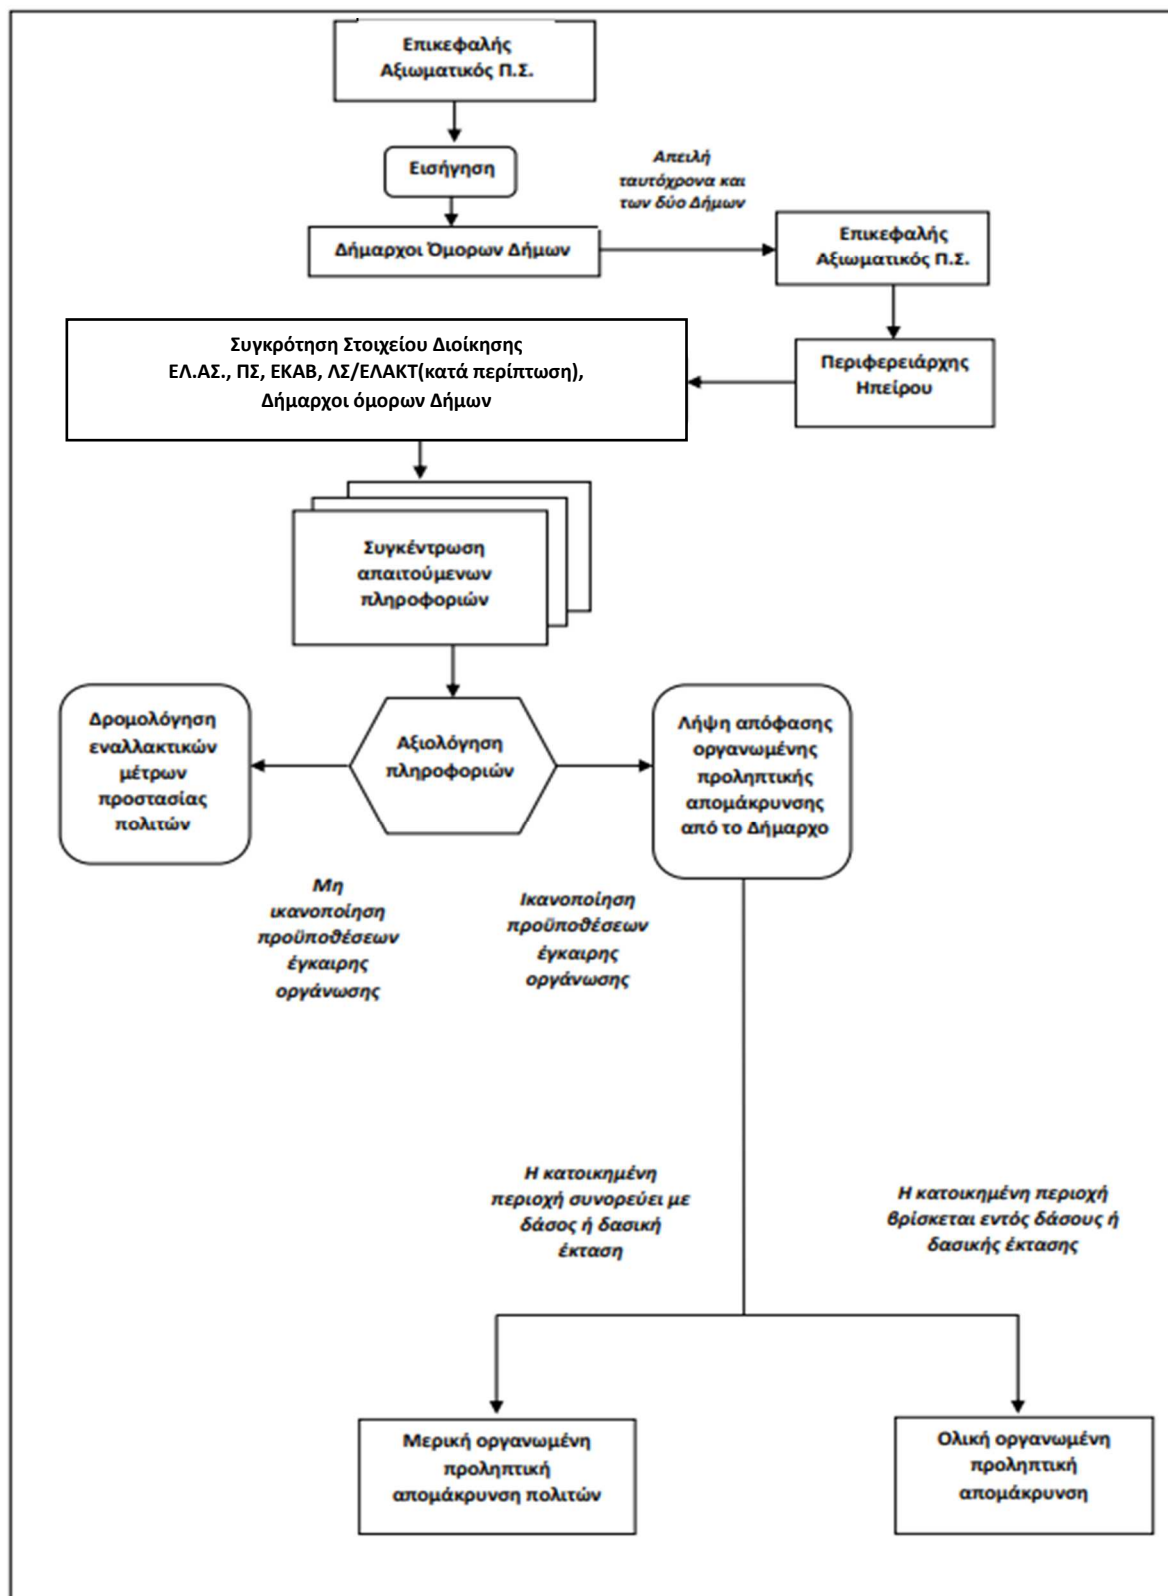 Επικεφαλής
Αξιωματικός Π.Σ.
Εισήγηση
Απειλή
ταυτόχρονα και
των δύο Δήμων
Δήμαρχοι Όμορων Δήμων
Επικεφαλής
Αξιωματικός Π.Σ.
Συγκρότηση Στοιχείου Διοίκησης
ΕΛ.ΑΣ., ΠΣ, ΕΚΑΒ, ΛΣ/ΕΛΑΚΤ(κατά περίπτωση),
Δήμαρχοι όμορων Δήμων
Περιφερειάρχης
Ηπείρου
Συγκέντρωση
απαιτούμενων
πληροφοριών
Δρομολόγηση
εναλλακτικών
μέτρων
προστασίας
πολιτών
Αξιολόγηση
πληροφοριών
Λήψη απόφασης
οργανωμένης
προληπτικής
απομάκρυνσης
από το Δήμαρχο
Μη
ικανοποίηση
προϋποθέσεων
έγκαιρης
οργάνωσης
Ικανοποίηση
προϋποθέσεων
έγκαιρης
οργάνωσης
Η κατοικημένη
περιοχή συνορεύει με
δάσος ή δασική
έκταση
Η κατοικημένη περιοχή
βρίσκεται εντός δάσους ή
δασικής έκτασης
Μερική οργανωμένη
προληπτική
απομάκρυνση πολιτών
Ολική οργανωμένη
προληπτική
απομάκρυνση